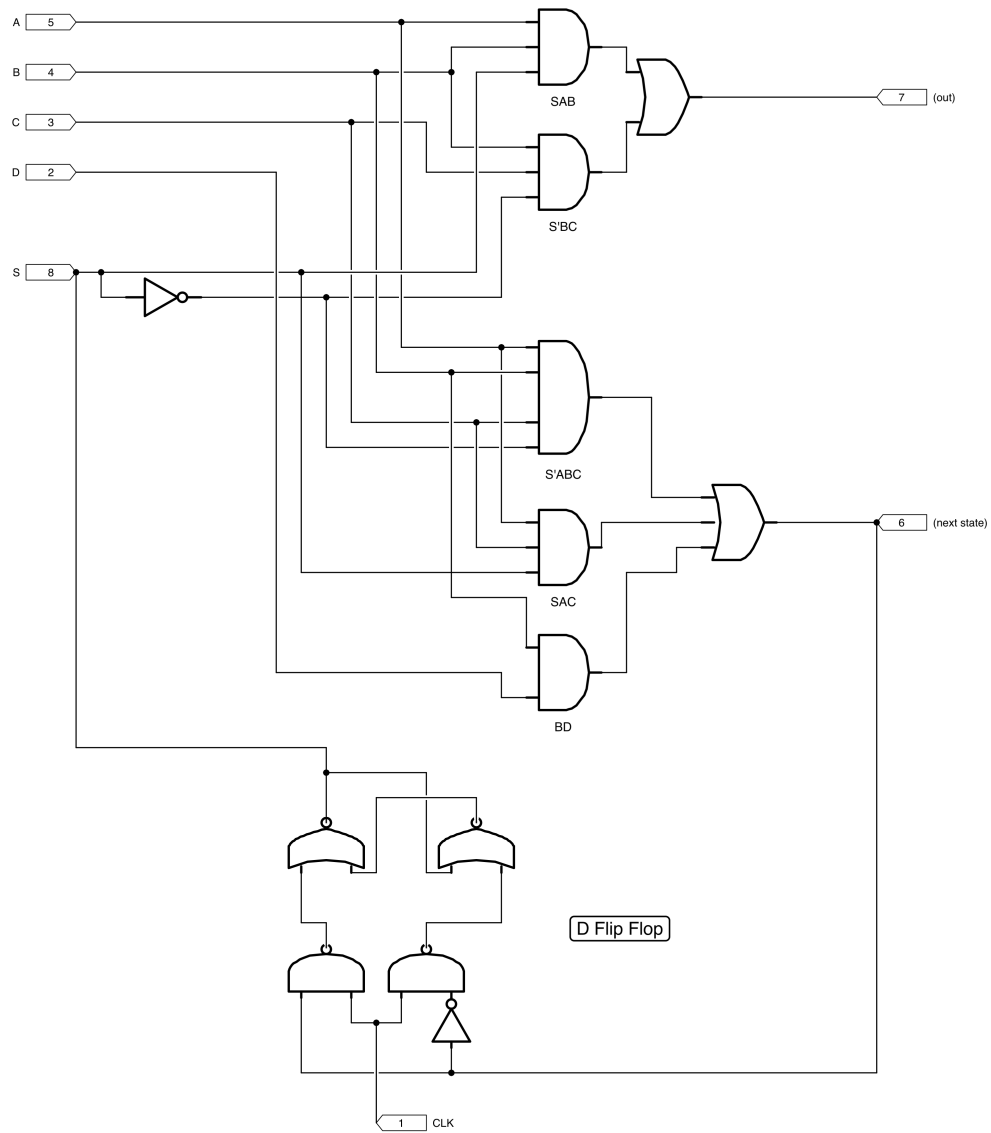 A 5
SAB
B 4
7 (out)
C 3
D 2
S'BC
S 8
S'ABC
6 (next state)
SAC
BD
D Flip Flop
1 CLK